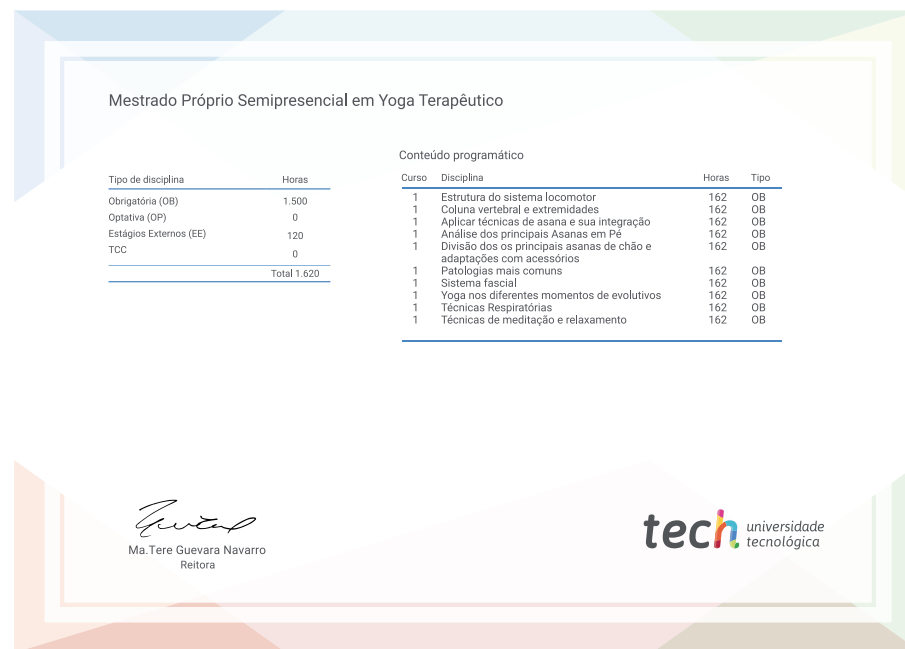 Mestrado Próprio Semipresencial em Yoga Terapêutico
Tipo de disciplina Horas
Obrigatória (OB) 1.500
Optativa (OP) 0
Estágios Externos (EE) 120
TCC 0
Total 1.620
Conteúdo programático
Curso Disciplina Horas Tipo
1 Estrutura do sistema locomotor 162 OB
1 Coluna vertebral e extremidades 162 OB
1 Aplicar técnicas de asana e sua integração 162 OB
1 Análise dos principais Asanas em Pé 162 OB
1 Divisão dos os principais asanas de chão e 162 OB
adaptações com acessórios
1 Patologias mais comuns 162 OB
1 Sistema fascial 162 OB
1 Yoga nos diferentes momentos de evolutivos 162 OB
1 Técnicas Respiratórias 162 OB
1 Técnicas de meditação e relaxamento 162 OB
Ma.Tere Guevara Navarro
Reitora
tech universidade
tecnológica